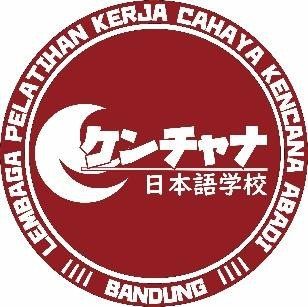 LEMBAGA PELATIHAN KERJA CAHAYA KENCANA ABADI
ケンチャナ
日本語学校
BANDUNG